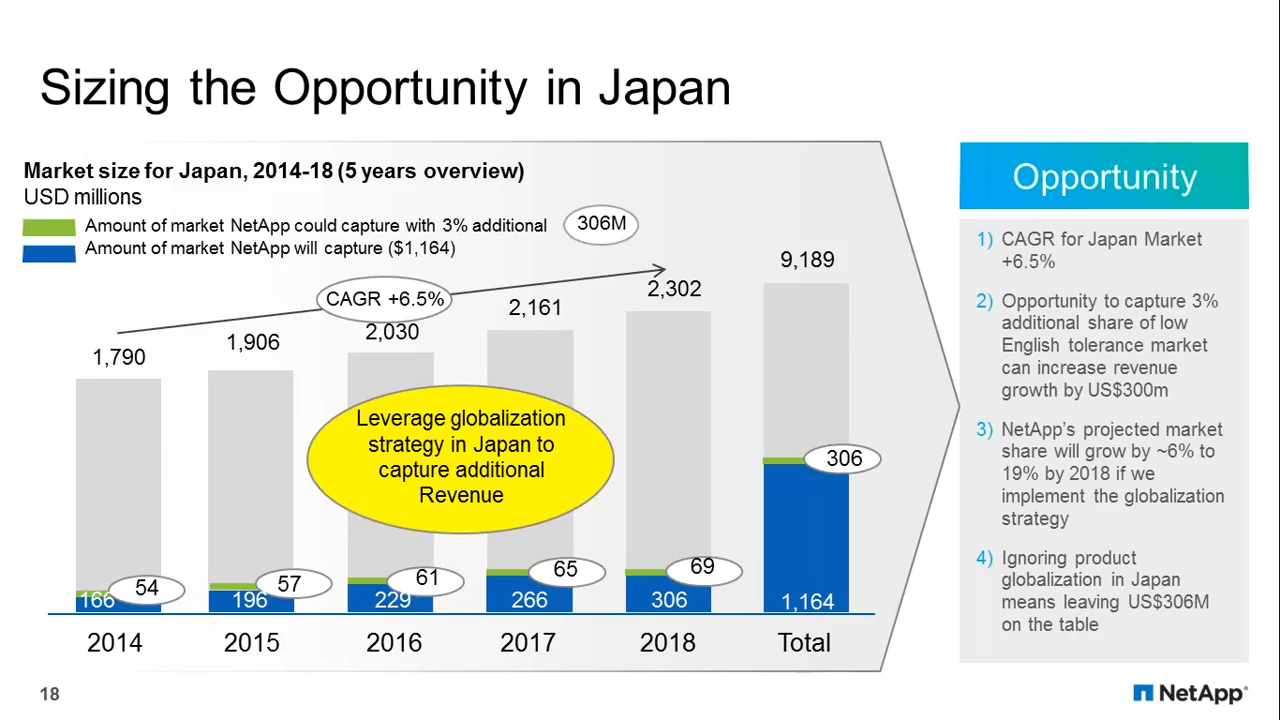 Sizing the Opportunity in Japan
Market size for Japan, 2014-18 (5 years overview)
USD millions
Amount of market NetApp could capture with 3% additional
306M
Amount of market NetApp will capture ($1,164)
CAGR +6.5%
1,790
1,906
2,030
2,161
2,302
9,189
Leverage globalization
strategy in Japan to
capture additional
Revenue
54
57
61
65
69
306
166
196
229
266
306
1,164
2014
2015
2016
2017
2018
Total
Opportunity
1) CAGR for Japan Market
+6.5%
2) Opportunity to capture 3%
additional share of low
English tolerance market
can increase revenue
growth by US$300m
3) NetApp’s projected market
share will grow by ~6% to
19% by 2018 if we
implement the globalization
strategy
4) Ignoring product
globalization in Japan
means leaving US$306M
on the table
18
NetApp